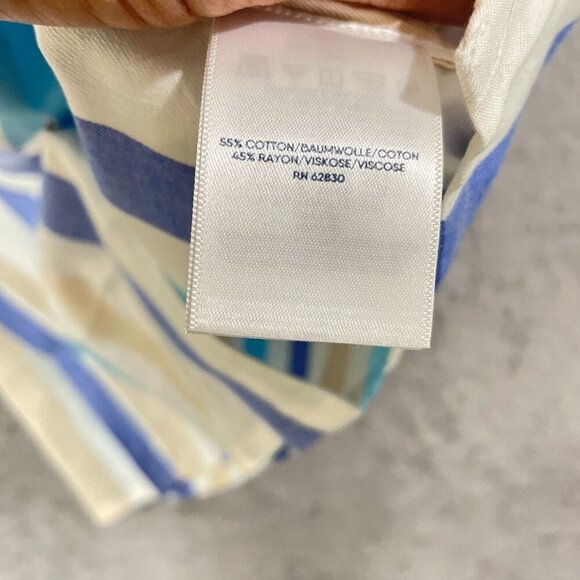 55% COTTON/BAUMWOLLE/COTON
45% RAYON/VISKOSE/VISCOSE
RN 62830